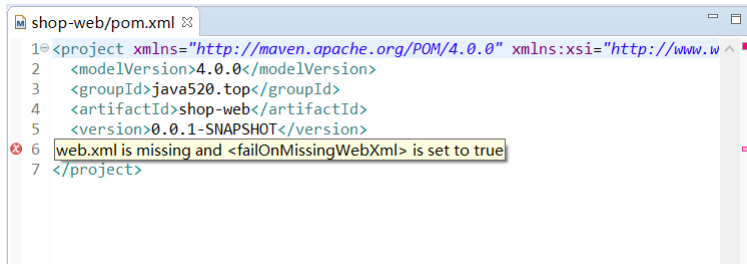 shop-web/pom.xml
1 <project xmlns="http://maven.apache.org/POM/4.0.0" xmlns:xsi="http://www.w
2 <modelVersion>4.0.0</modelVersion>
3 <groupId>java520.top</groupId>
4 <artifactId>shop-web</artifactId>
5 <version>0.0.1-SNAPSHOT</version>
6 web.xml is missing and <failOnMissingWebXml> is set to true
7 </project>